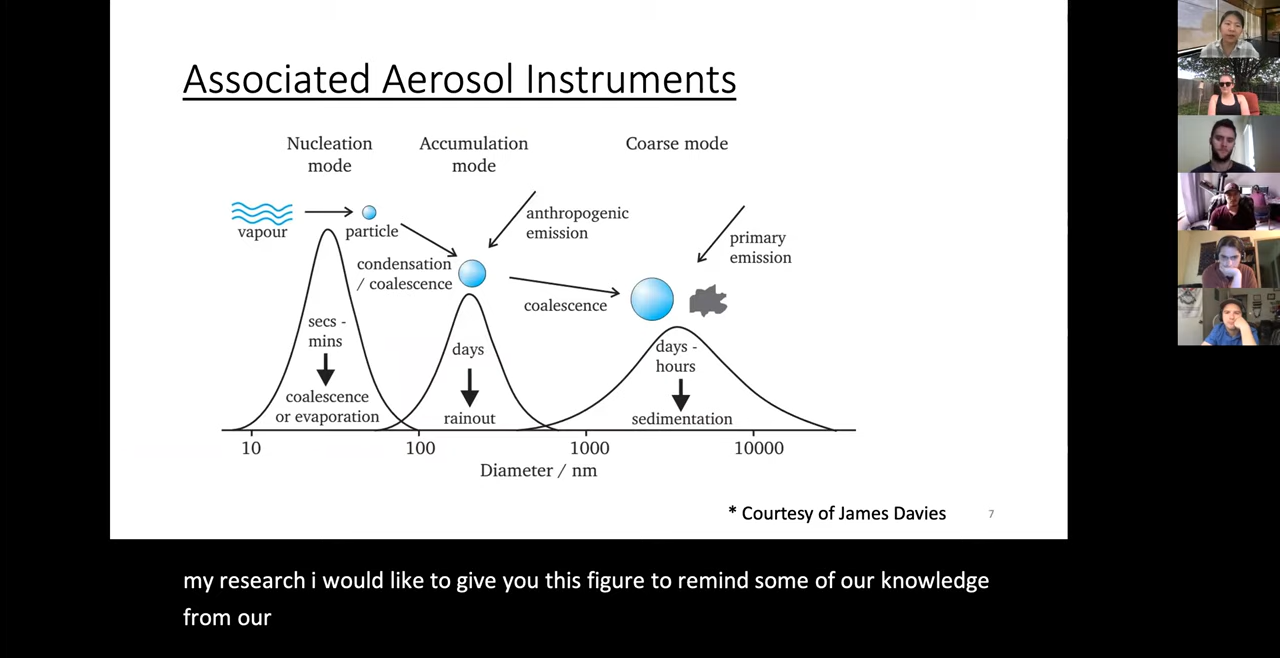 Associated Aerosol Instruments
Nucleation
mode
Accumulation
mode
Coarse mode
vapour
particle
condensation
/ coalescence
anthropogenic
emission
coalescence
primary
emission
secs -
mins
coalescence
or evaporation
days
rainout
days -
hours
sedimentation
10
100
1000
10000
Diameter / nm
* Courtesy of James Davies
7
my research i would like to give you this figure to remind some of our knowledge
from our